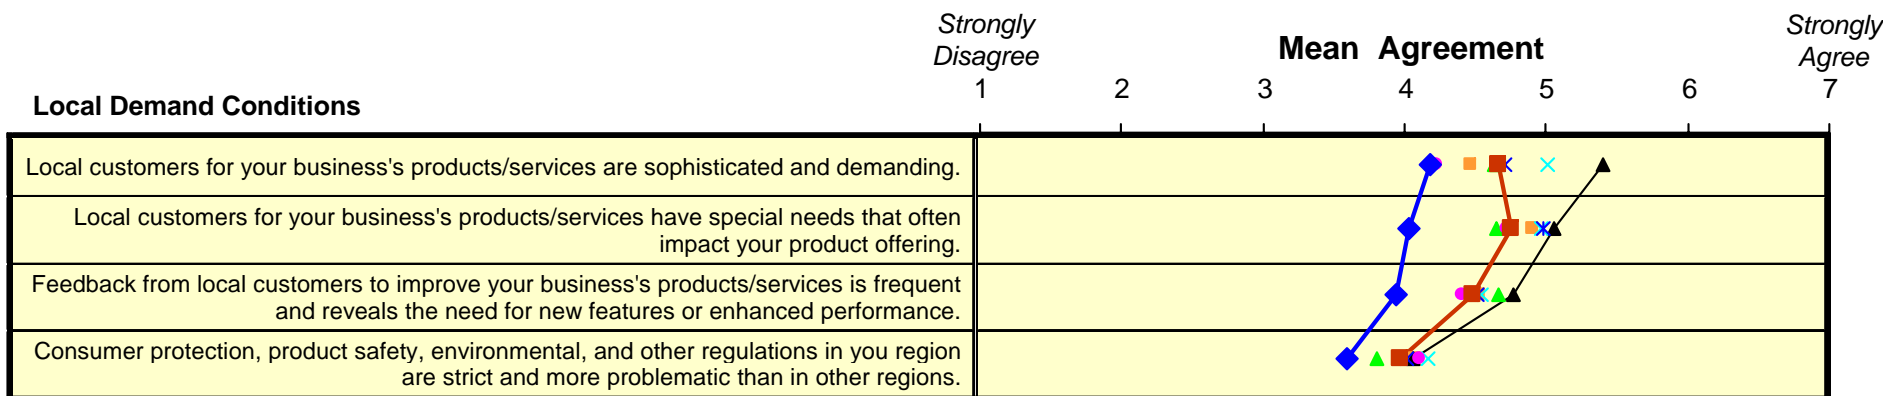 Strongly
Disagree
Mean Agreement
Strongly
Agree
Local Demand Conditions
1 2 3 4 5 6 7
Local customers for your business's products/services are sophisticated and demanding.
Local customers for your business's products/services have special needs that often
impact your product offering.
Feedback from local customers to improve your business's products/services is frequent
and reveals the need for new features or enhanced performance.
Consumer protection, product safety, environmental, and other regulations in you region
are strict and more problematic than in other regions.